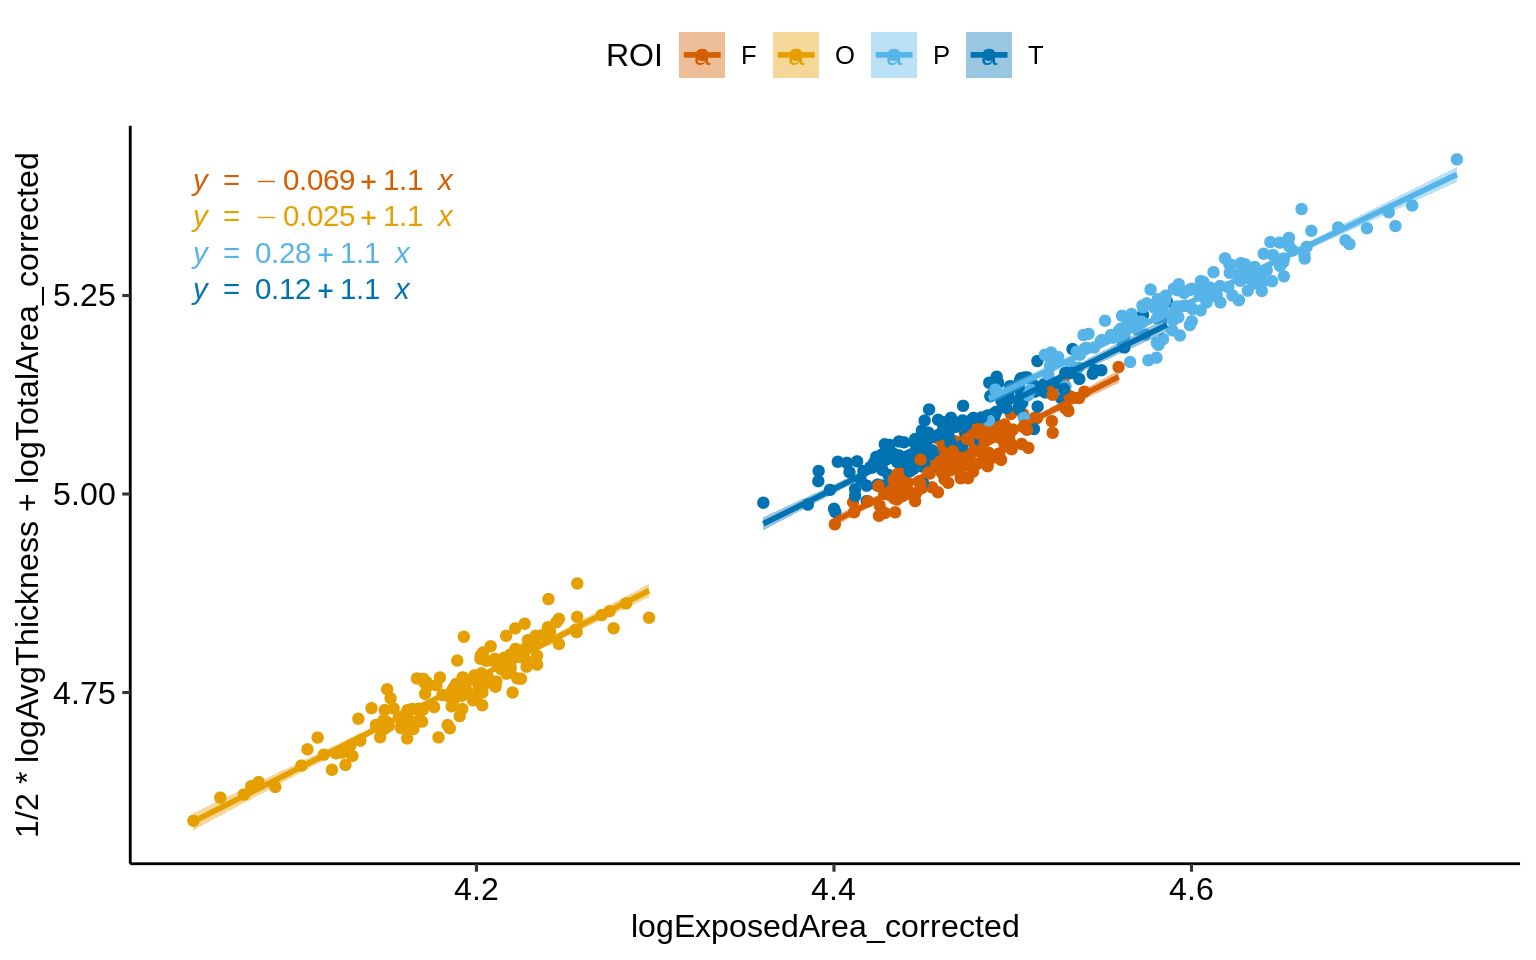 ROI a F a O a P a T
y = − 0.069 + 1.1 x
y = − 0.025 + 1.1 x
y = 0.28 + 1.1 x
y = 0.12 + 1.1 x
1/2 * logAvgThickness + logTotalArea_corrected
5.25
5.00
4.75
4.2 4.4 4.6
logExposedArea_corrected